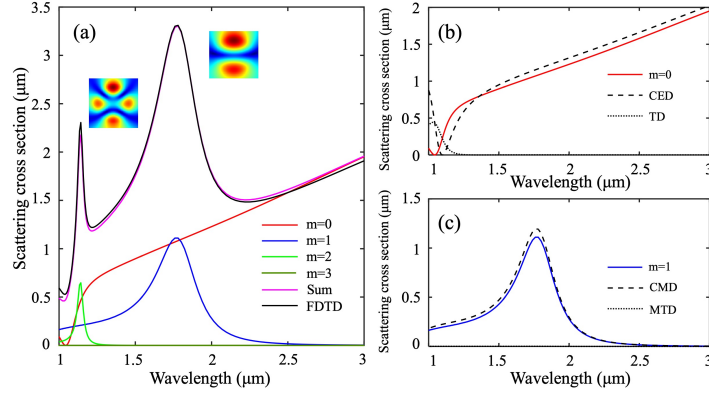 (a)
Scattering cross section (μm)
3.5
3
2.5
2
1.5
1
0.5
0
1
1.5
2
2.5
3
Wavelength (μm)
m=0
m=1
m=2
m=3
Sum
FDTD
(b)
Scattering cross section (μm)
2
1.5
1
0.5
0
1
1.5
2
2.5
3
Wavelength (μm)
m=0
CED
TD
(c)
Scattering cross section (μm)
2
1.5
1
0.5
0
1
1.5
2
2.5
3
Wavelength (μm)
m=1
CMD
MTD